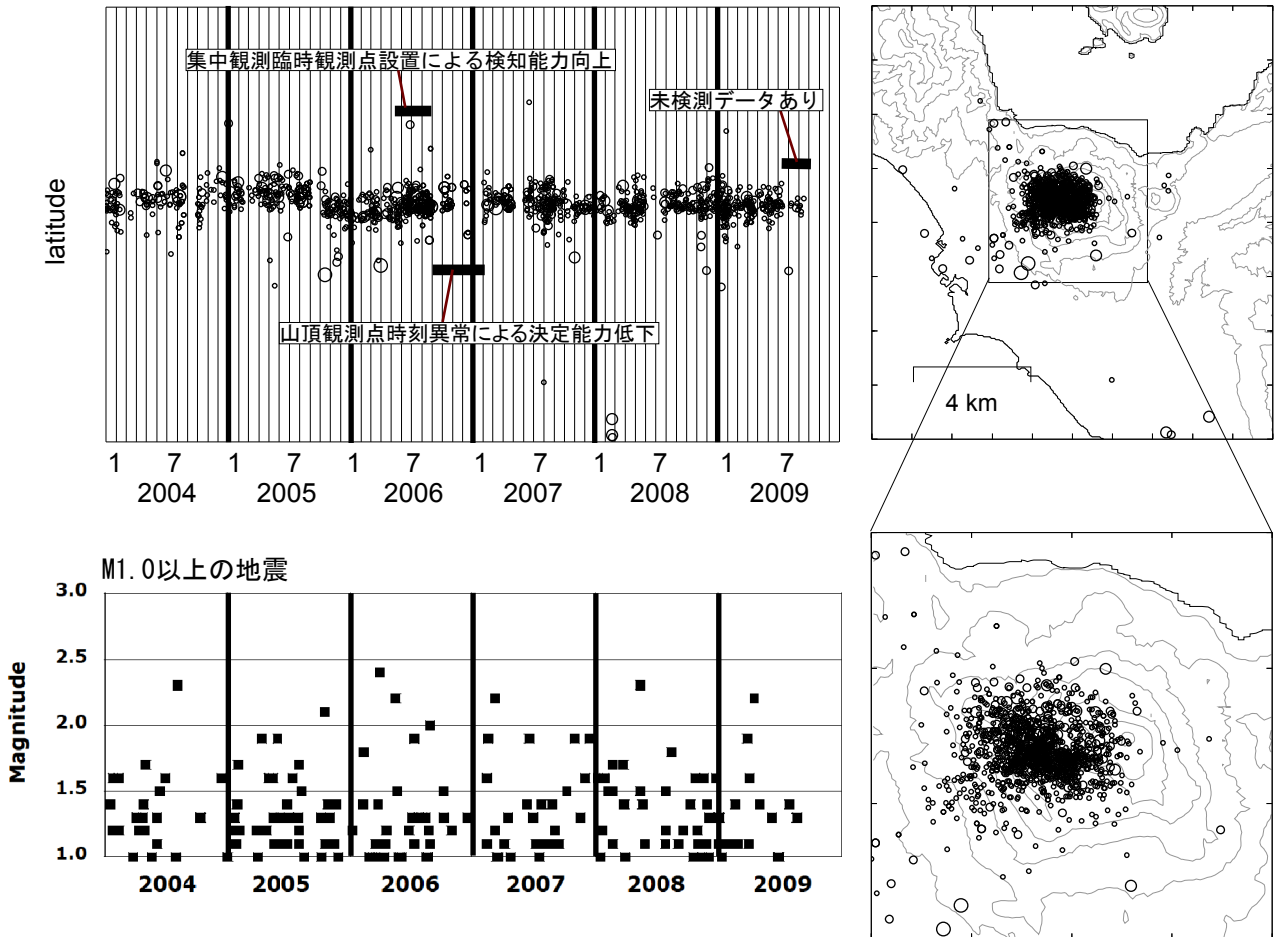 集中観測臨時観測点設置による検知能力向上
未検測データあり
latitude
山頂観測点時刻異常による決定能力低下
1 7 1 7 1 7 1 7 1 7 1 7
2004 2005 2006 2007 2008 2009
4 km
M1.0以上の地震
Magnitude
3.0
2.5
2.0
1.5
1.0
2004 2005 2006 2007 2008 2009